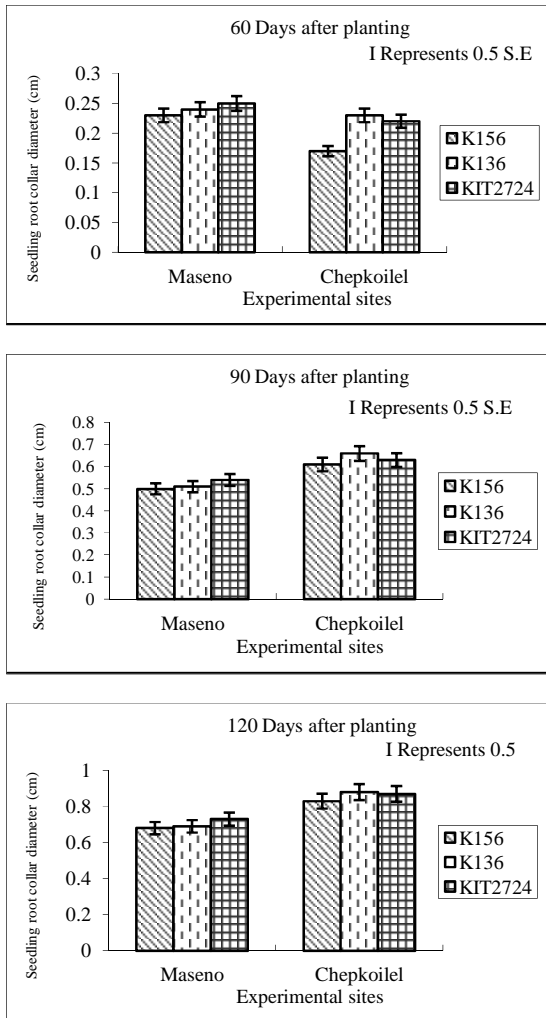 60 Days after planting
I Represents 0.5 S.E
Seedling root collar diameter (cm)
0.3
0.25
0.2
0.15
0.1
0.05
0
K156
K136
KIT2724
Maseno Chepkoilel
Experimental sites
90 Days after planting
I Represents 0.5 S.E
Seedling root collar diameter (cm)
0.8
0.7
0.6
0.5
0.4
0.3
0.2
0.1
0
K156
K136
KIT2724
Maseno Chepkoilel
Experimental sites
120 Days after planting
I Represents 0.5
Seedling root collar diameter (cm)
1
0.8
0.6
0.4
0.2
0
K156
K136
KIT2724
Maseno Chepkoilel
Experimental sites